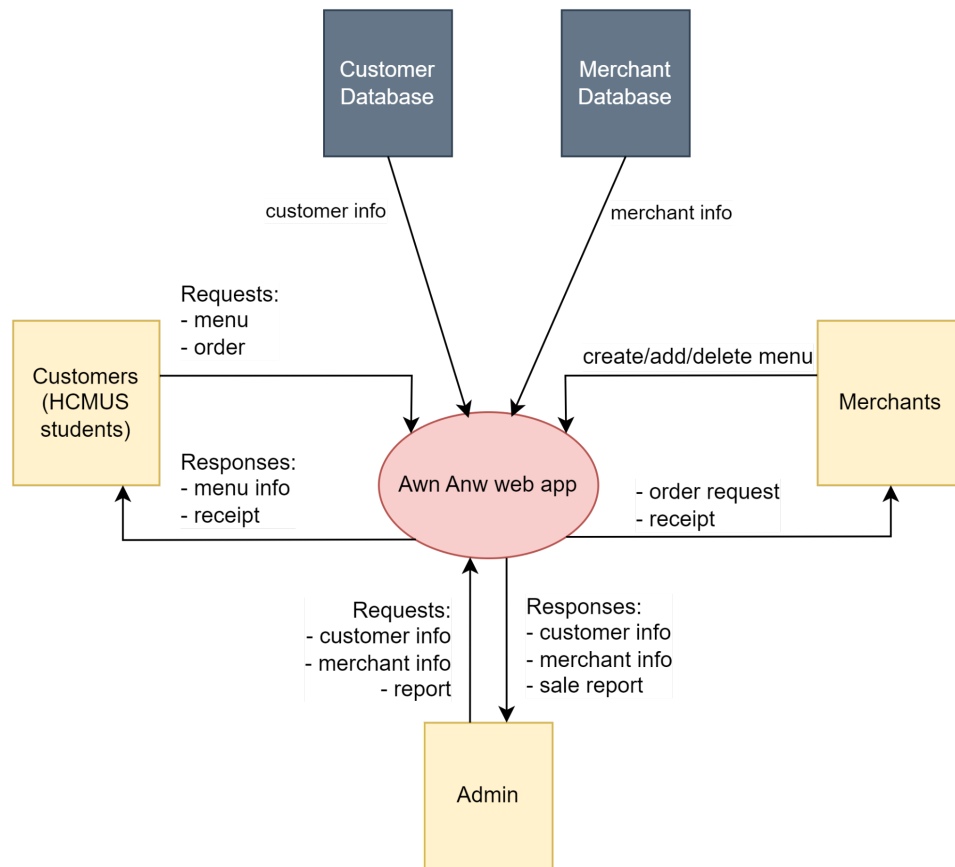 Customer
Database
Merchant
Database
customer info
merchant info
Requests:
- menu
- order
create/add/delete menu
Customers
(HCMUS
students)
Merchants
Awn Anw web app
Responses:
- menu info
- receipt
- order request
- receipt
Requests:
- customer info
- merchant info
- report
Responses:
- customer info
- merchant info
- sale report
Admin